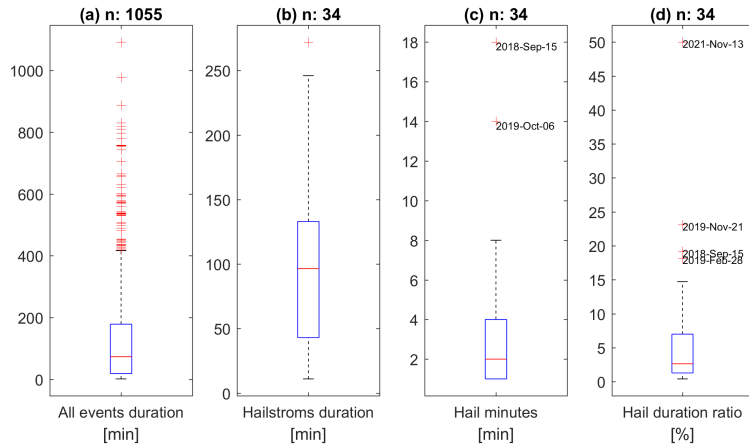 (a) n: 1055
1000
800
600
400
200
0
All events duration
[min]
(b) n: 34
250
200
150
100
50
0
Hailstroms duration
[min]
(c) n: 34
18
16
14
12
10
8
6
4
2
2018-Sep-15
2019-Oct-06
Hail minutes
[min]
(d) n: 34
50
45
40
35
30
25
20
15
10
5
0
2021-Nov-13
2019-Nov-21
2018-Sep-15
2019-Feb-28
Hail duration ratio
[%]